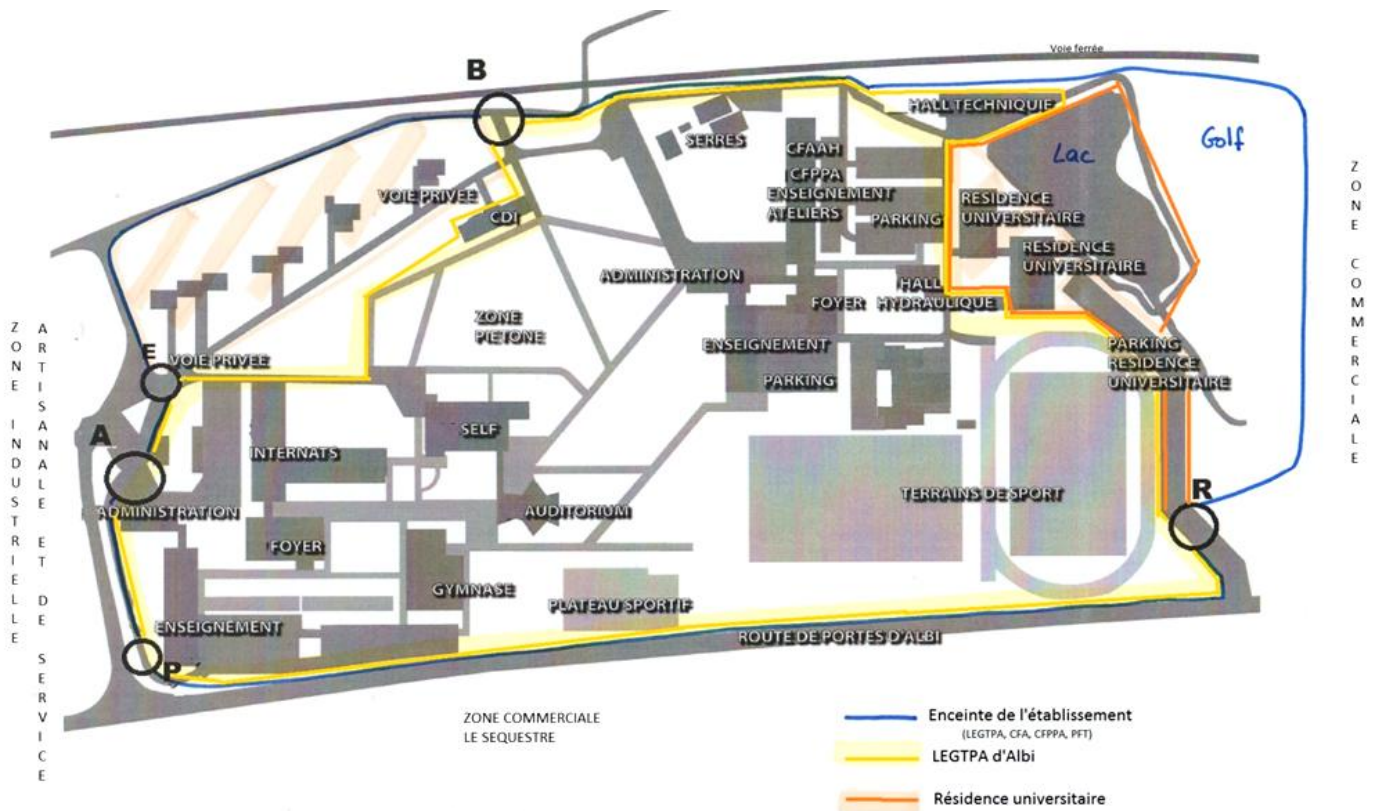 Voie ferrée
B
HALL TECHNIQUIE
Golf
SERRES
Lac
CFAAH
CFPPA
VOIE PRIVEE
ENSEIGNEMENT
ATELIERS
PARKING
RESIDENCE
UNIVERSITAIRE
CDI
RESIDENCE
UNIVERSITAIRE
ADMINISTRATION
HALL
HYDRAULIQUE
FOYER
ZONE
PIETONE
ZONE COMMERCIALE
ZONE INDUSTRIELLE
ARTISANALE ET DE SERVICE
E
VOIE PRIVEE
ENSEIGNEMENT
PARKING
PARKING
RESIDENCE
UNIVERSITAIRE
A
SELF
INTERNATS
TERRAINS DE SPORT
R
ADMINISTRATION
AUDITORIUM
FOYER
GYMNASE
PLATEAU SPORTIF
ENSEIGNEMENT
ROUTE DE PORTES D'ALBI
P
ZONE COMMERCIALE
LE SEQUESTRE
Enceinte de l'établissement
(LEGTPA, CFA, CFPPA, PFT)
LEGTPA d'Albi
Résidence universitaire